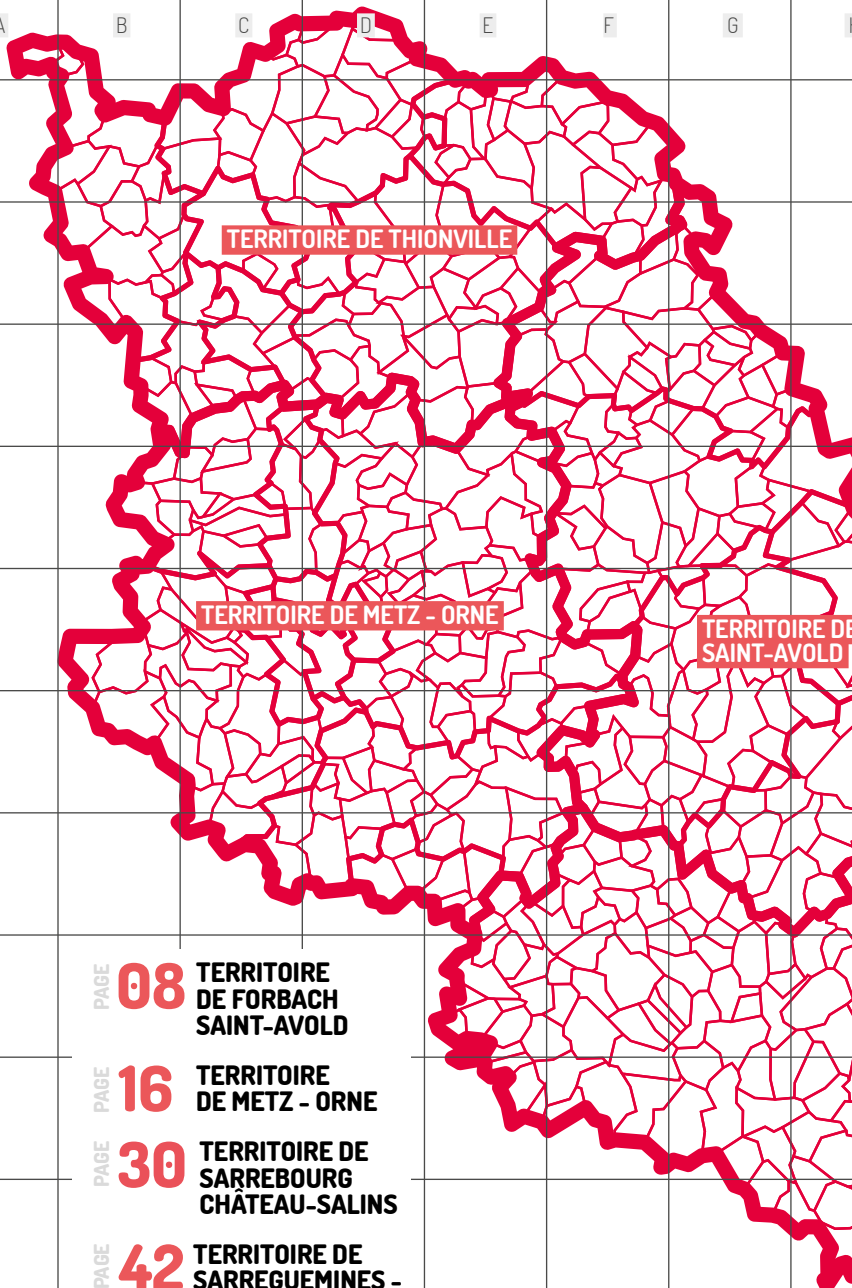 A B C D E F G H
TERRITOIRE DE THIONVILLE
TERRITOIRE DE METZ - ORNE
TERRITOIRE DE
SAINT-AVOLD
PAGE 08 TERRITOIRE
DE FORBACH
SAINT-AVOLD
PAGE 16 TERRITOIRE
DE METZ - ORNE
PAGE 30 TERRITOIRE DE
SARREBOURG
CHÂTEAU-SALINS
PAGE 42 TERRITOIRE DE
SARREGUEMINES -